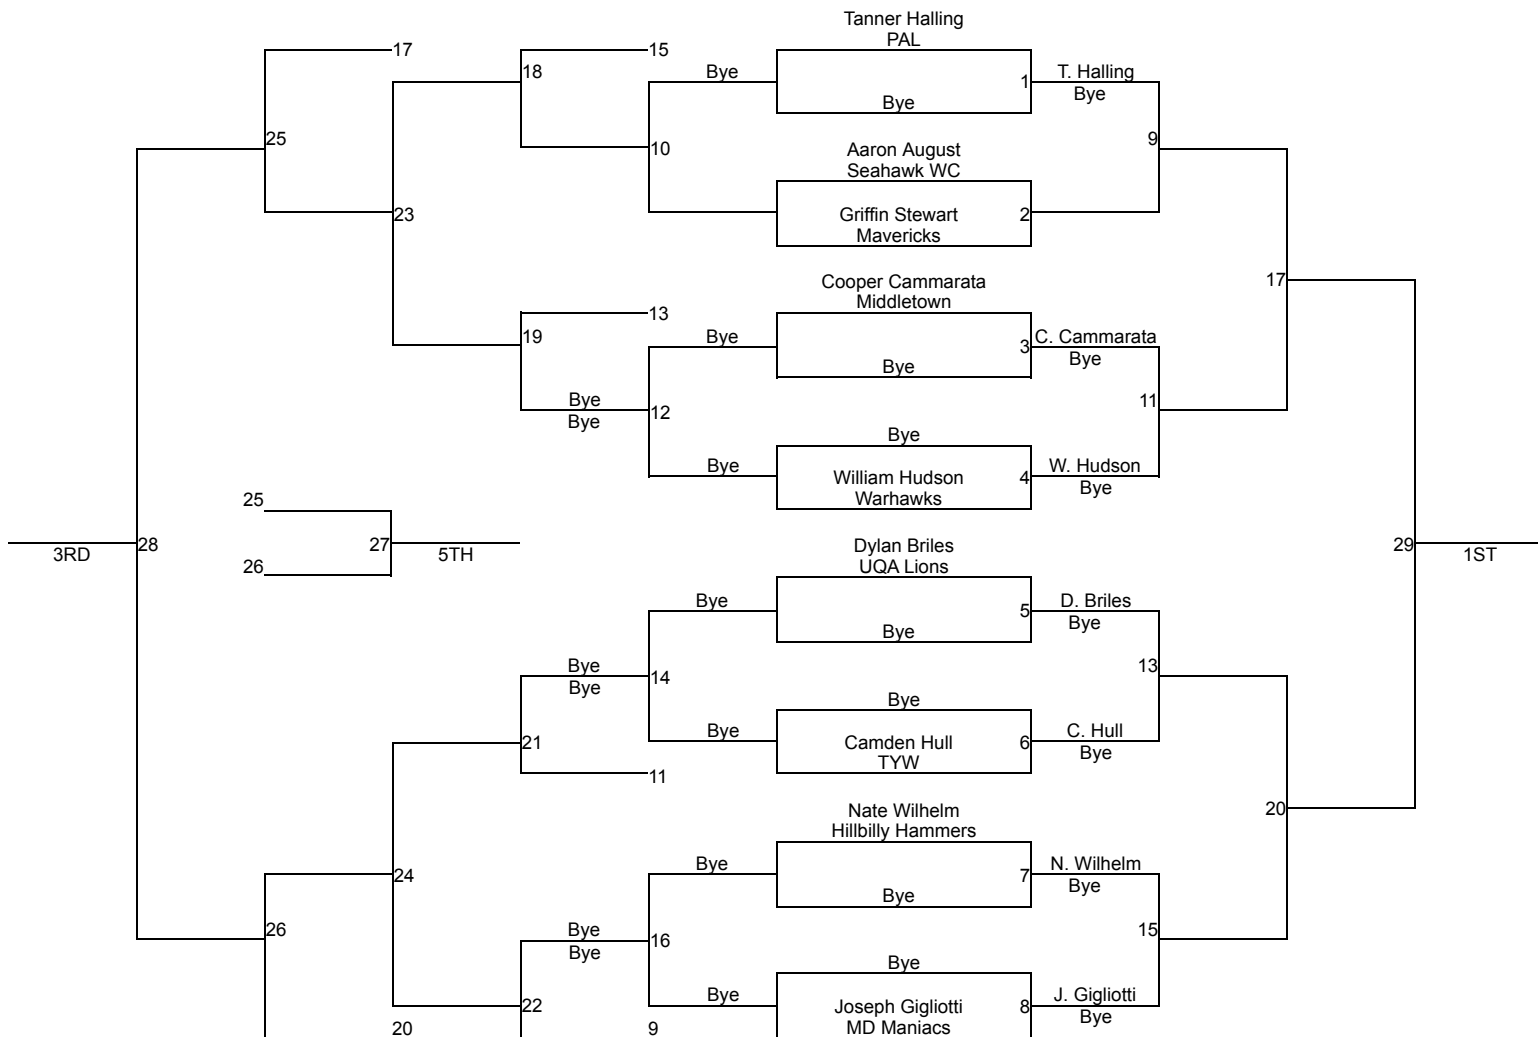 Tanner Halling
PAL
17
15
18
Bye
1
T. Halling
Bye
Bye
25
10
9
Aaron August
Seahawk WC
23
Griffin Stewart
2
Mavericks
17
Cooper Cammarata
Middletown
13
19
Bye
3
C. Cammarata
Bye
Bye
Bye
12
11
Bye
Bye
Bye
William Hudson
4
W. Hudson
Warhawks
Bye
25
28
27
3RD
5TH
26
Dylan Briles
UQA Lions
29
1ST
Bye
5
D. Briles
Bye
Bye
Bye
14
13
Bye
Bye
21
Bye
Camden Hull
6
C. Hull
TYW
Bye
11
20
Nate Wilhelm
Hillbilly Hammers
24
Bye
7
N. Wilhelm
Bye
Bye
26
Bye
16
15
Bye
Bye
22
Bye
Joseph Gigliotti
8
J. Gigliotti
MD Maniacs
Bye
20
9